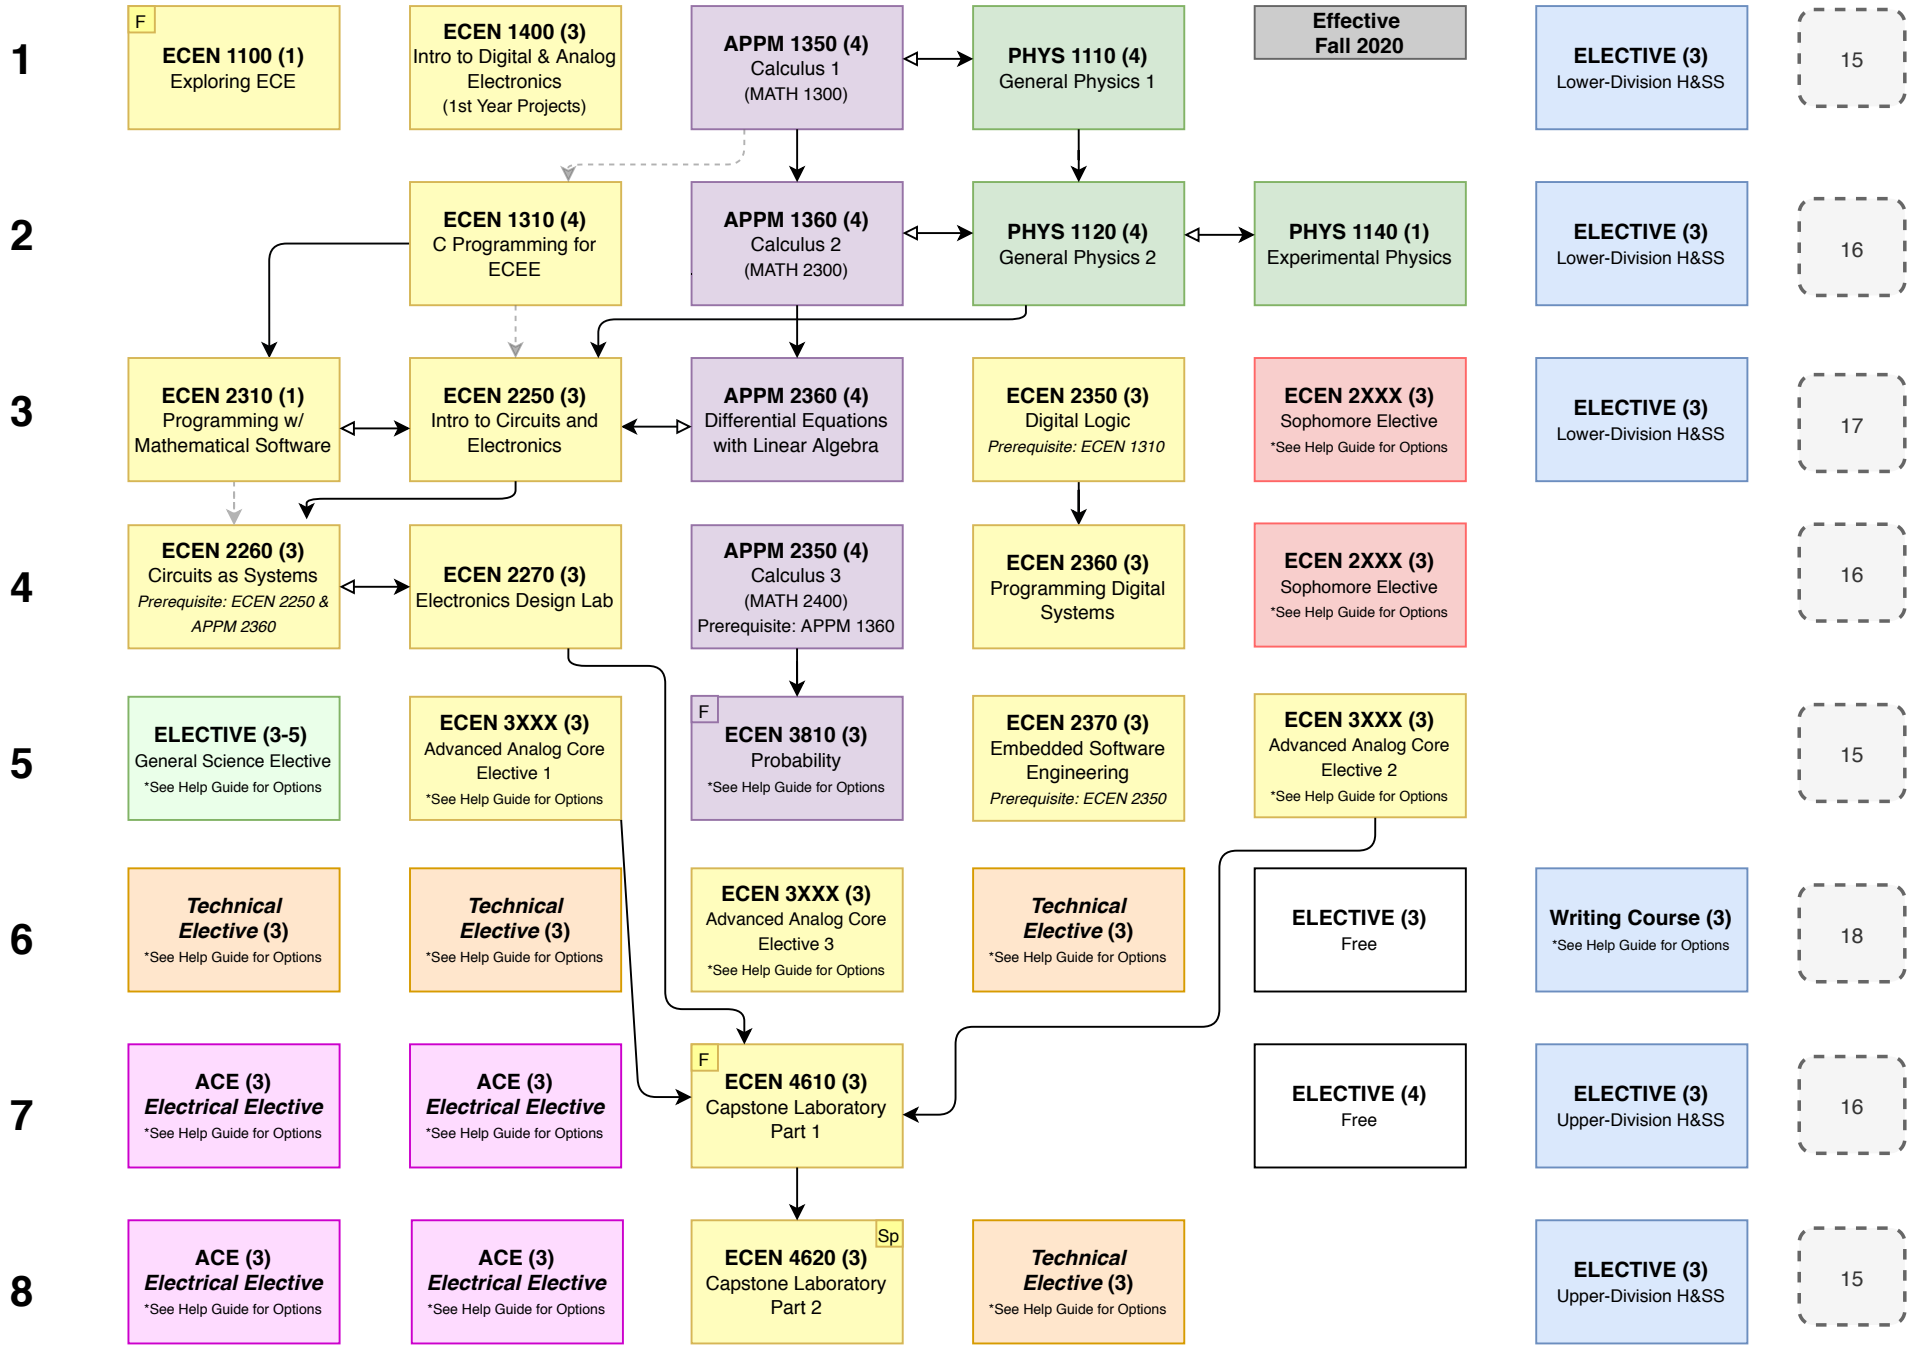 1
F
ECEN 1100 (1)
Exploring ECE
ECEN 1400 (3)
Intro to Digital & Analog
Electronics
(1st Year Projects)
APPM 1350 (4)
Calculus 1
(MATH 1300)
PHYS 1110 (4)
General Physics 1
Effective
Fall 2020
ELECTIVE (3)
Lower-Division H&SS
15
2
ECEN 1310 (4)
C Programming for
ECEE
APPM 1360 (4)
Calculus 2
(MATH 2300)
PHYS 1120 (4)
General Physics 2
PHYS 1140 (1)
Experimental Physics
ELECTIVE (3)
Lower-Division H&SS
16
3
ECEN 2310 (1)
Programming w/
Mathematical Software
ECEN 2250 (3)
Intro to Circuits and
Electronics
APPM 2360 (4)
Differential Equations
with Linear Algebra
ECEN 2350 (3)
Digital Logic
Prerequisite: ECEN 1310
ECEN 2XXX (3)
Sophomore Elective
*See Help Guide for Options
ELECTIVE (3)
Lower-Division H&SS
17
4
ECEN 2260 (3)
Circuits as Systems
Prerequisite: ECEN 2250 &
APPM 2360
ECEN 2270 (3)
Electronics Design Lab
APPM 2350 (4)
Calculus 3
(MATH 2400)
Prerequisite: APPM 1360
ECEN 2360 (3)
Programming Digital
Systems
ECEN 2XXX (3)
Sophomore Elective
*See Help Guide for Options
16
5
ELECTIVE (3-5)
General Science Elective
*See Help Guide for Options
ECEN 3XXX (3)
Advanced Analog Core
Elective 1
*See Help Guide for Options
F
ECEN 3810 (3)
Probability
*See Help Guide for Options
ECEN 2370 (3)
Embedded Software
Engineering
Prerequisite: ECEN 2350
ECEN 3XXX (3)
Advanced Analog Core
Elective 2
*See Help Guide for Options
15
6
Technical
Elective (3)
*See Help Guide for Options
Technical
Elective (3)
*See Help Guide for Options
ECEN 3XXX (3)
Advanced Analog Core
Elective 3
*See Help Guide for Options
Technical
Elective (3)
*See Help Guide for Options
ELECTIVE (3)
Free
Writing Course (3)
*See Help Guide for Options
18
7
ACE (3)
Electrical Elective
*See Help Guide for Options
ACE (3)
Electrical Elective
*See Help Guide for Options
F
ECEN 4610 (3)
Capstone Laboratory
Part 1
ELECTIVE (4)
Free
ELECTIVE (3)
Upper-Division H&SS
16
8
ACE (3)
Electrical Elective
*See Help Guide for Options
ACE (3)
Electrical Elective
*See Help Guide for Options
Sp
ECEN 4620 (3)
Capstone Laboratory
Part 2
Technical
Elective (3)
*See Help Guide for Options
ELECTIVE (3)
Upper-Division H&SS
15